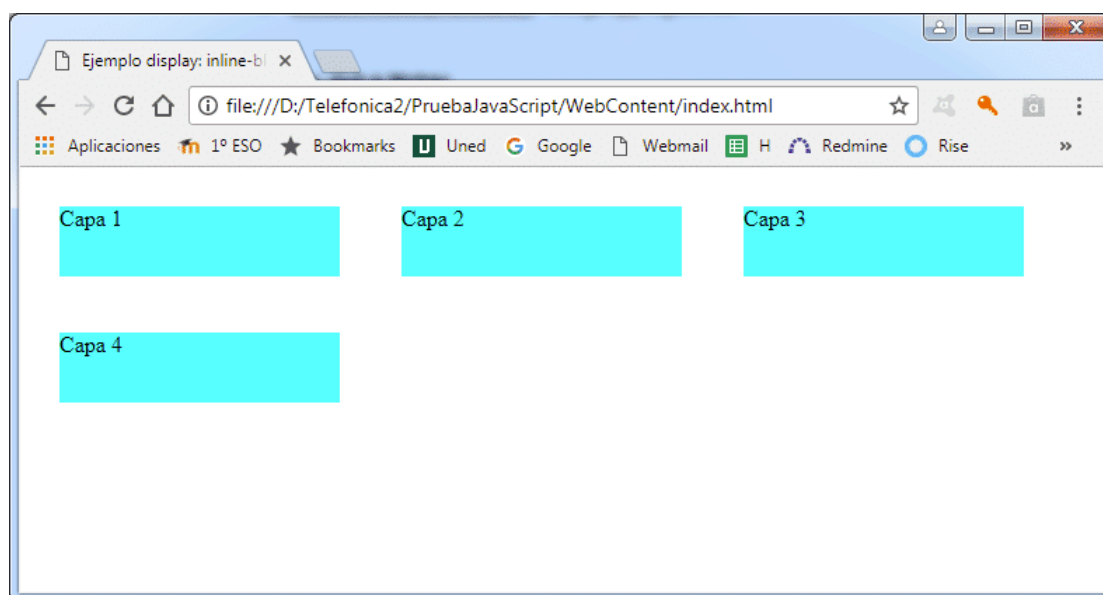 Ejemplo display: inline-bl
file:///D:/Telefonica2/PruebaJavaScript/WebContent/index.html
Aplicaciones 1º ESO Bookmarks U Uned G Google Webmail H Redmine Rise »
Capa 1 Capa 2 Capa 3
Capa 4